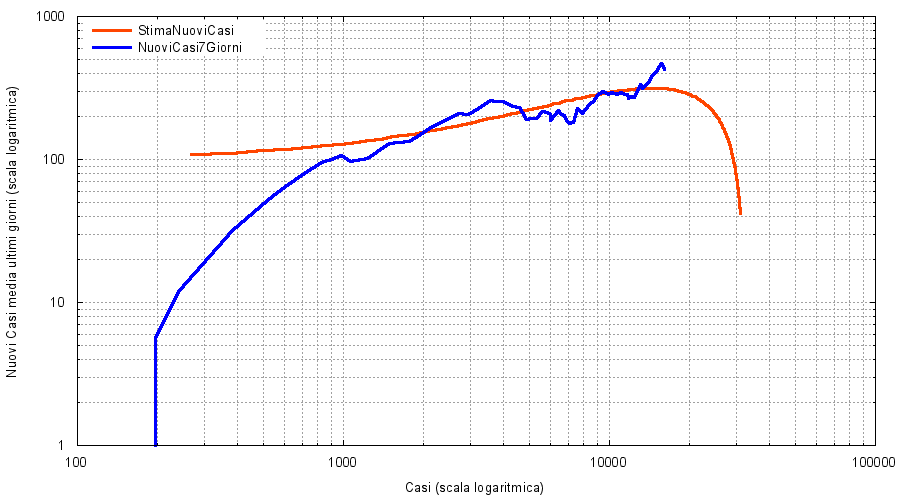 1000
StimaNuoviCasi
NuoviCasi7Giorni
100
10
1
100
1000
10000
100000
Nuovi Casi media ultimi giorni (scala logaritmica)
Casi (scala logaritmica)